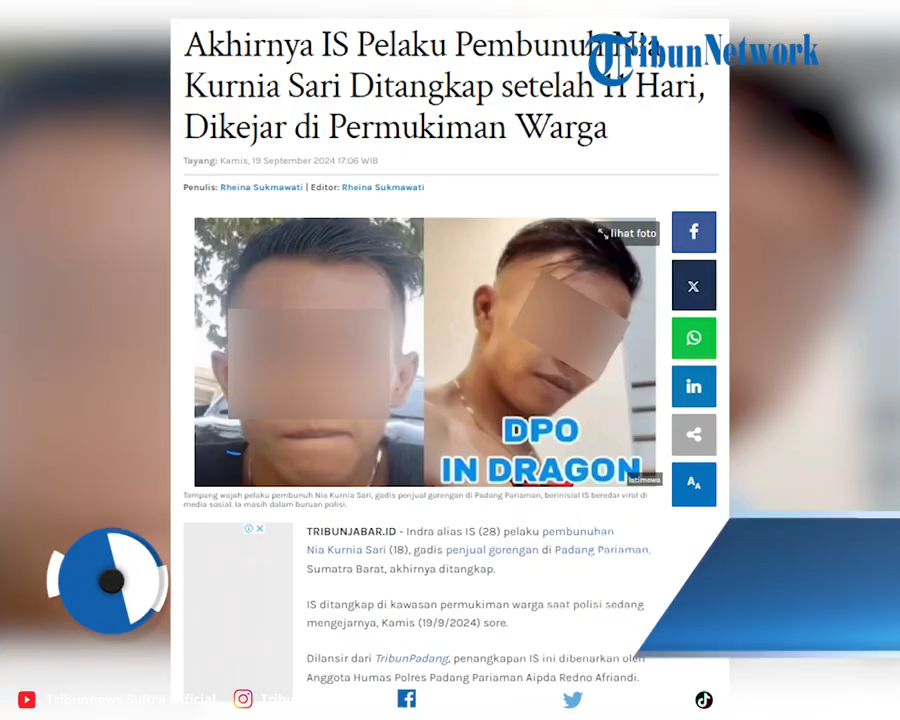 Akhirnya IS Pelaku Pembunuh Nia
TribunNetwork
Kurnia Sari Ditangkap setelah 11 Hari,
Dikejar di Permukiman Warga
Tayang: Kamis, 19 September 2024 17:06 WIB
Penulis: Rheina Sukmawati | Editor: Rheina Sukmawati
lihat foto
DPO
IN DRAGON
Istimewa
Tampang wajah pelaku pembunuh Nia Kurnia Sari, gadis penjual gorengan di Padang Pariaman, berinisial IS beredar viral di
media sosial. Ia masih dalam buruan polisi.
TRIBUNJABAR.ID - Indra alias IS (28) pelaku pembunuhan
Nia Kurnia Sari (18), gadis penjual gorengan di Padang Pariaman,
Sumatra Barat, akhirnya ditangkap.
IS ditangkap di kawasan permukiman warga saat polisi sedang
mengejarnya, Kamis (19/9/2024) sore.
Dilansir dari TribunPadang, penangkapan IS ini dibenarkan oleh
Anggota Humas Polres Padang Pariaman Aipda Redno Afriandi.
Tribunnews Sultra Official